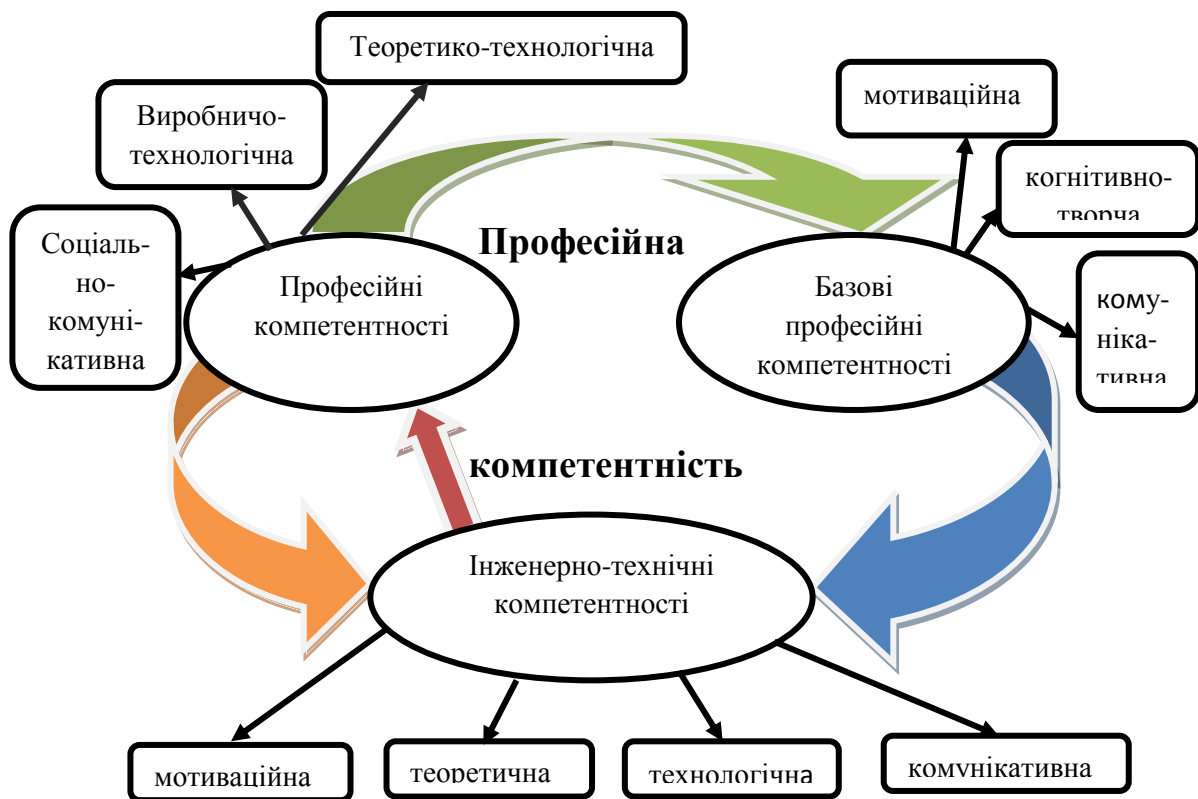 Теоретико-технологічна
Виробничо-
технологічна
мотиваційна
когнітивно-
творча
Соціаль-
но-
комуні-
кативна
Професійна
Професійні
компетентності
Базові
професійні
компетентності
кому-
ніка-
тивна
компетентність
Інженерно-технічні
компетентності
мотиваційна
теоретична
технологічна
комунікативна